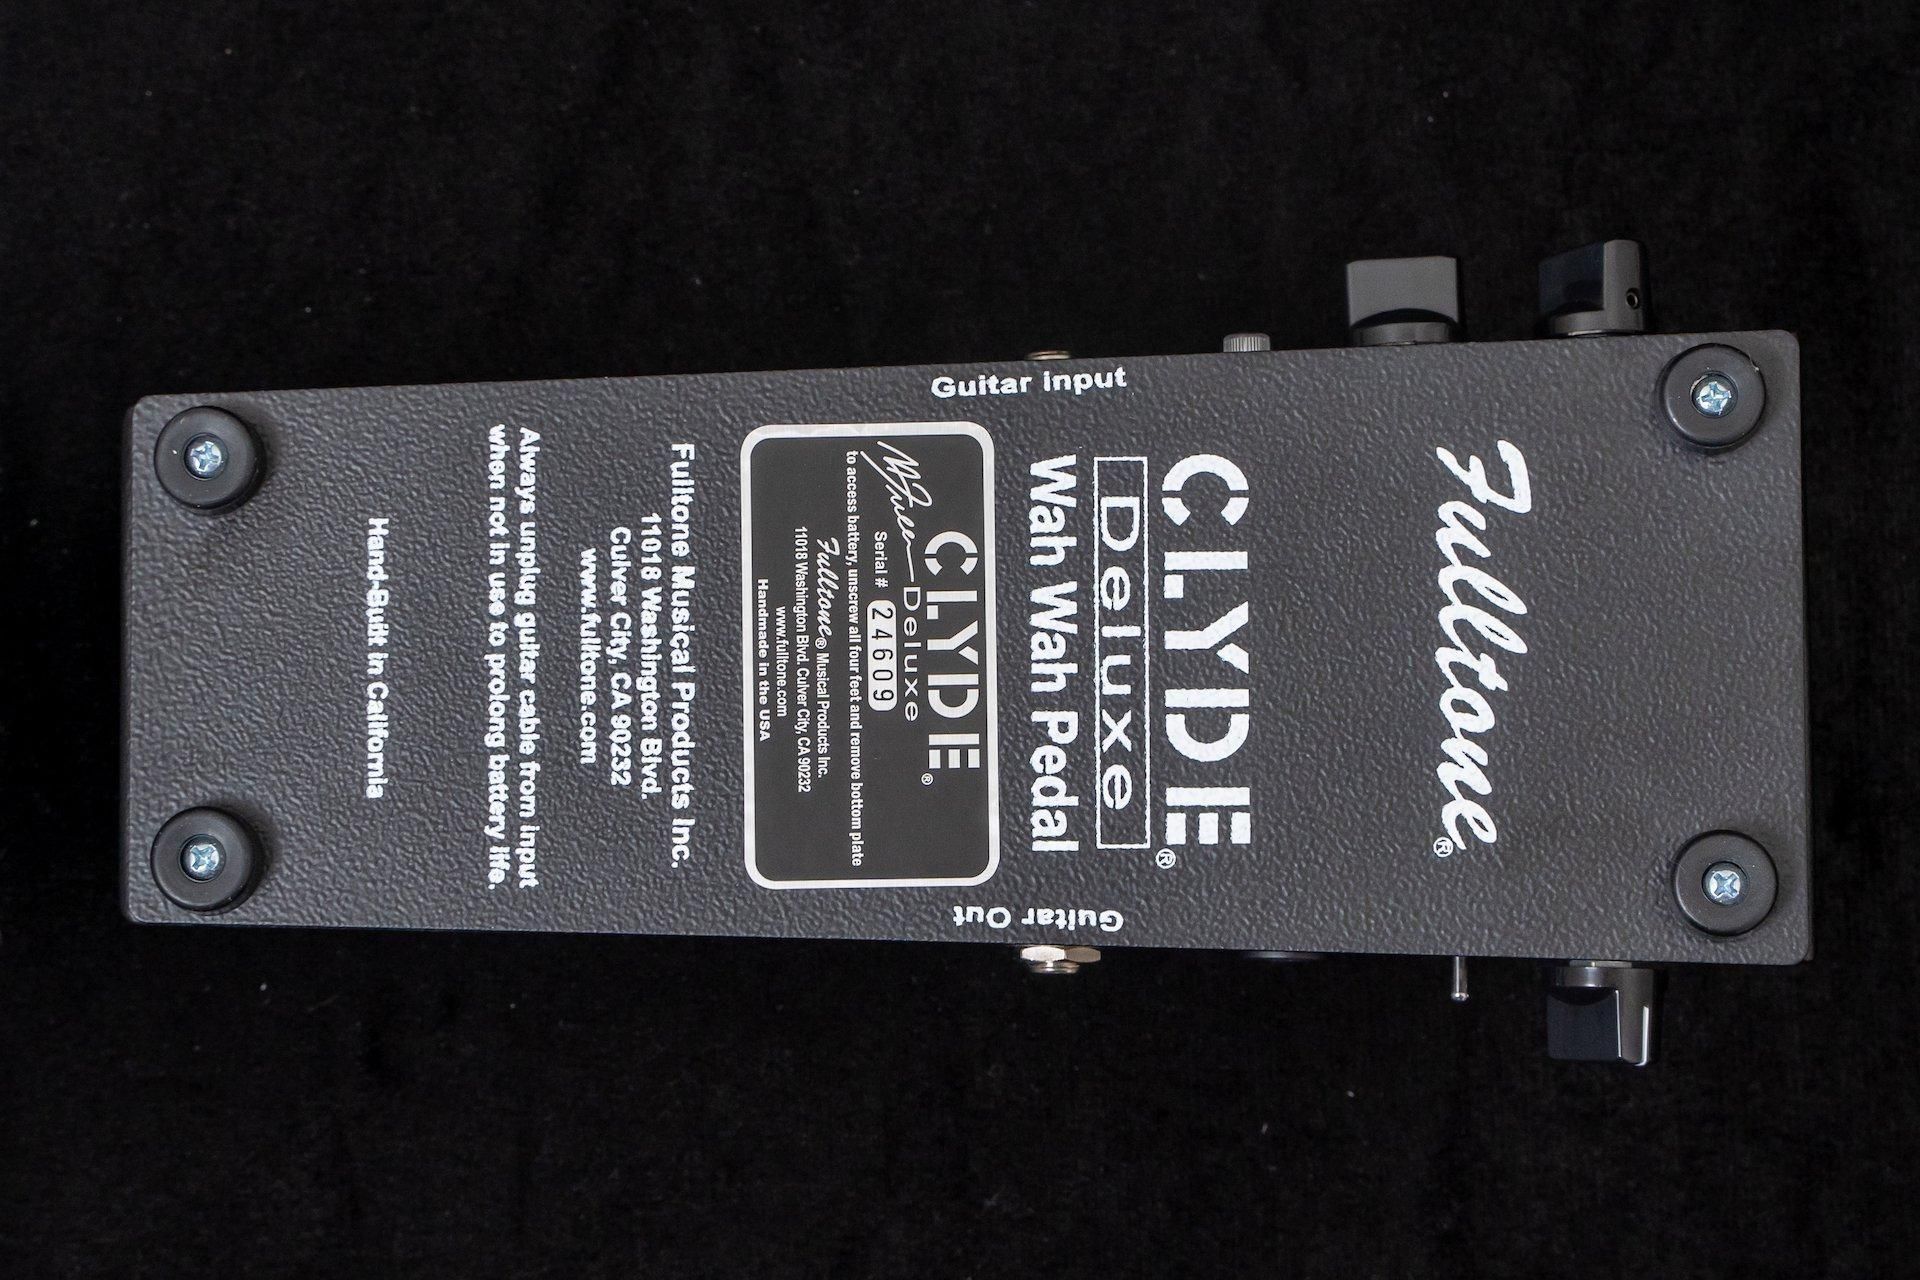 Fulltone®
CLYDE®
Deluxe
Wah Wah Pedal
Guitar input
Guitar Out
CLYDE®
Deluxe
Serial # 24609
to access battery, unscrew all four feet and remove bottom plate
Fulltone® Musical Products Inc.
11018 Washington Blvd. Culver City, CA 90232
www.fulltone.com
Handmade in the USA
Fulltone Musical Products Inc.
11018 Washington Blvd.
Culver City, CA 90232
www.fulltone.com
Always unplug guitar cable from input
when not in use to prolong battery life.
Hand-Built in California